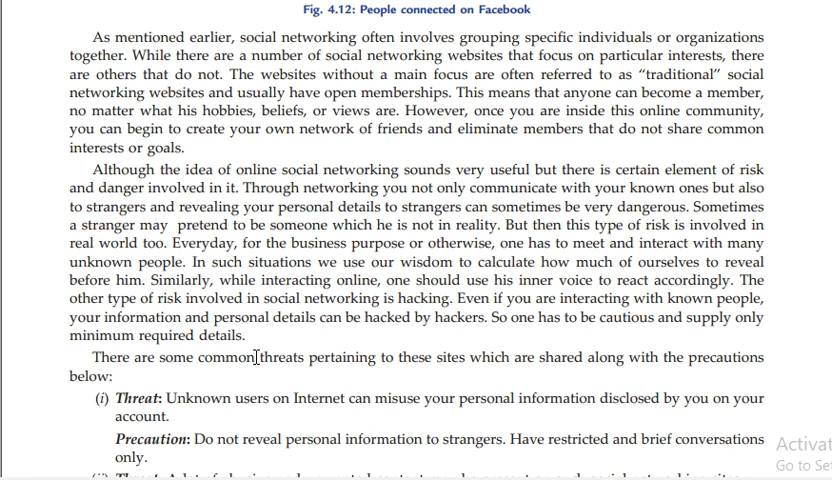 Fig. 4.12: People connected on Facebook
As mentioned earlier, social networking often involves grouping specific individuals or organizations
together. While there are a number of social networking websites that focus on particular interests, there
are others that do not. The websites without a main focus are often referred to as “traditional” social
networking websites and usually have open memberships. This means that anyone can become a member,
no matter what his hobbies, beliefs, or views are. However, once you are inside this online community,
you can begin to create your own network of friends and eliminate members that do not share common
interests or goals.
Although the idea of online social networking sounds very useful but there is certain element of risk
and danger involved in it. Through networking you not only communicate with your known ones but also
to strangers and revealing your personal details to strangers can sometimes be very dangerous. Sometimes
a stranger may pretend to be someone which he is not in reality. But then this type of risk is involved in
real world too. Everyday, for the business purpose or otherwise, one has to meet and interact with many
unknown people. In such situations we use our wisdom to calculate how much of ourselves to reveal
before him. Similarly, while interacting online, one should use his inner voice to react accordingly. The
other type of risk involved in social networking is hacking. Even if you are interacting with known people,
your information and personal details can be hacked by hackers. So one has to be cautious and supply only
minimum required details.
There are some common threats pertaining to these sites which are shared along with the precautions
below:
(i) Threat: Unknown users on Internet can misuse your personal information disclosed by you on your
account.
Precaution: Do not reveal personal information to strangers. Have restricted and brief conversations
only.
Activat
Go to Set